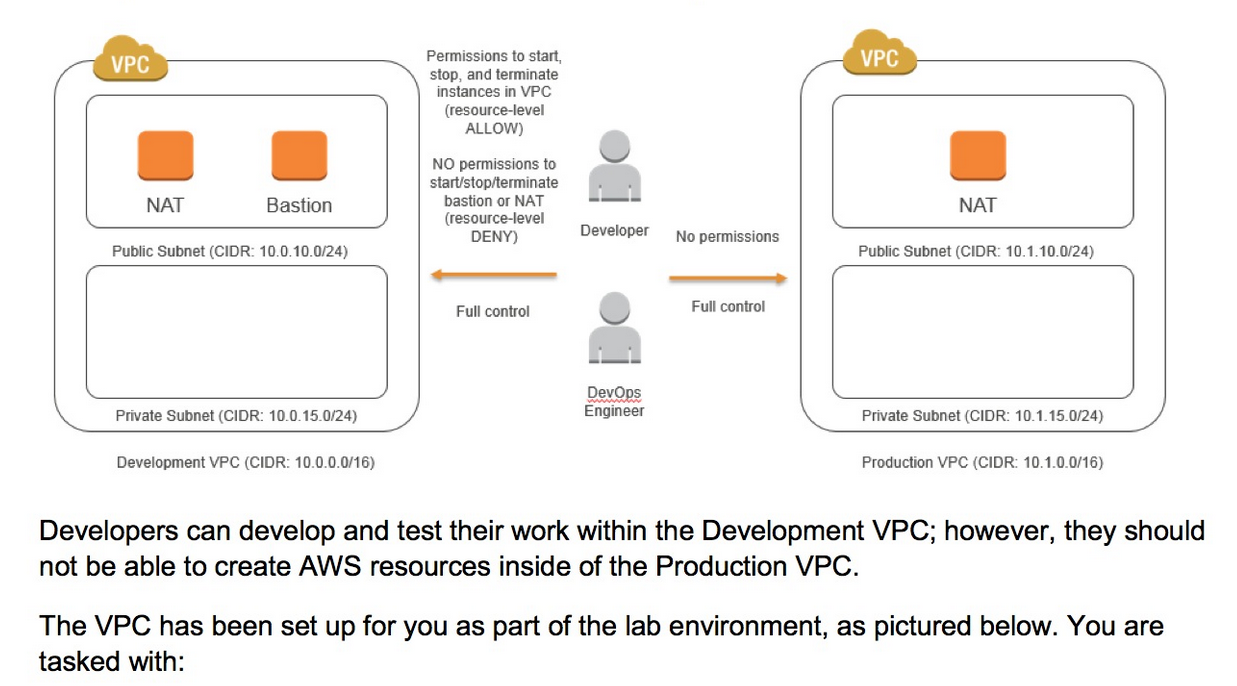 VPC
NAT
Bastion
Public Subnet (CIDR: 10.0.10.0/24)
Private Subnet (CIDR: 10.0.15.0/24)
Development VPC (CIDR: 10.0.0.0/16)
Permissions to start,
stop, and terminate
instances in VPC
(resource-level
ALLOW)
NO permissions to
start/stop/terminate
bastion or NAT
(resource-level
DENY)
Full control
Developer
DevOps
Engineer
No permissions
Full control
VPC
NAT
Public Subnet (CIDR: 10.1.10.0/24)
Private Subnet (CIDR: 10.1.15.0/24)
Production VPC (CIDR: 10.1.0.0/16)
Developers can develop and test their work within the Development VPC; however, they should
not be able to create AWS resources inside of the Production VPC.
The VPC has been set up for you as part of the lab environment, as pictured below. You are
tasked with: